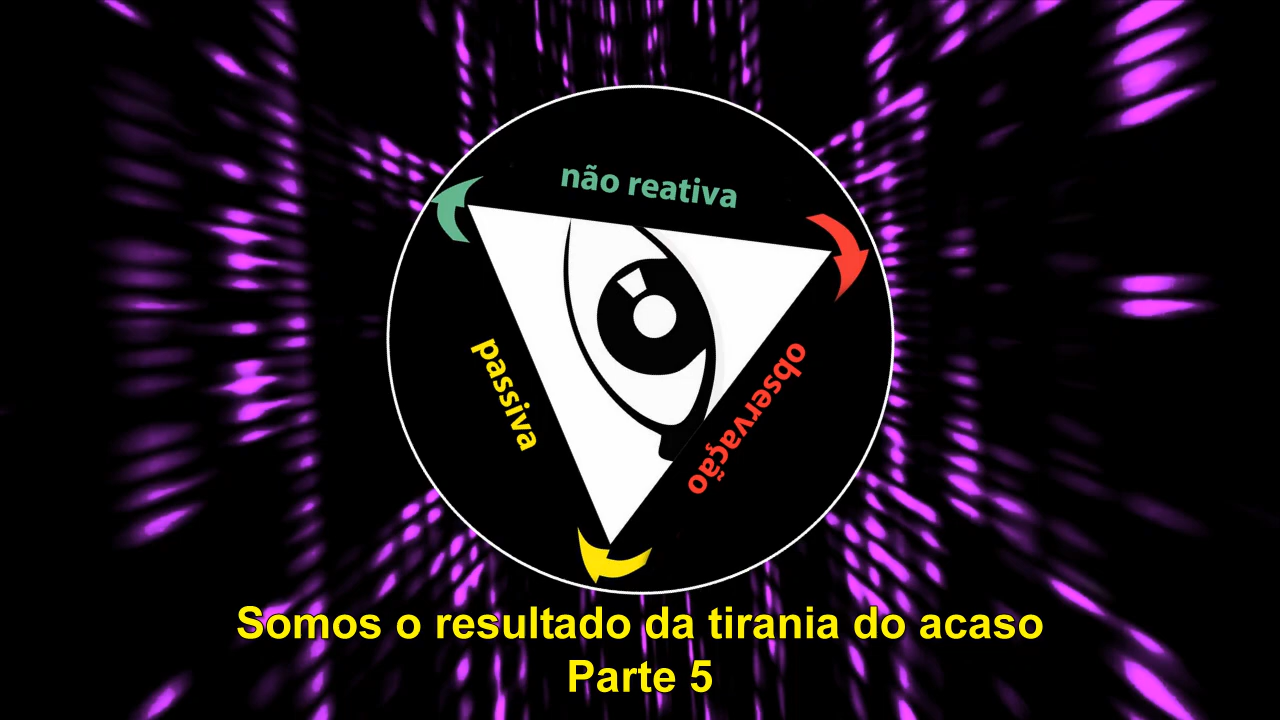 não reativa
passiva
observação
Somos o resultado da tirania do acaso
Parte 5